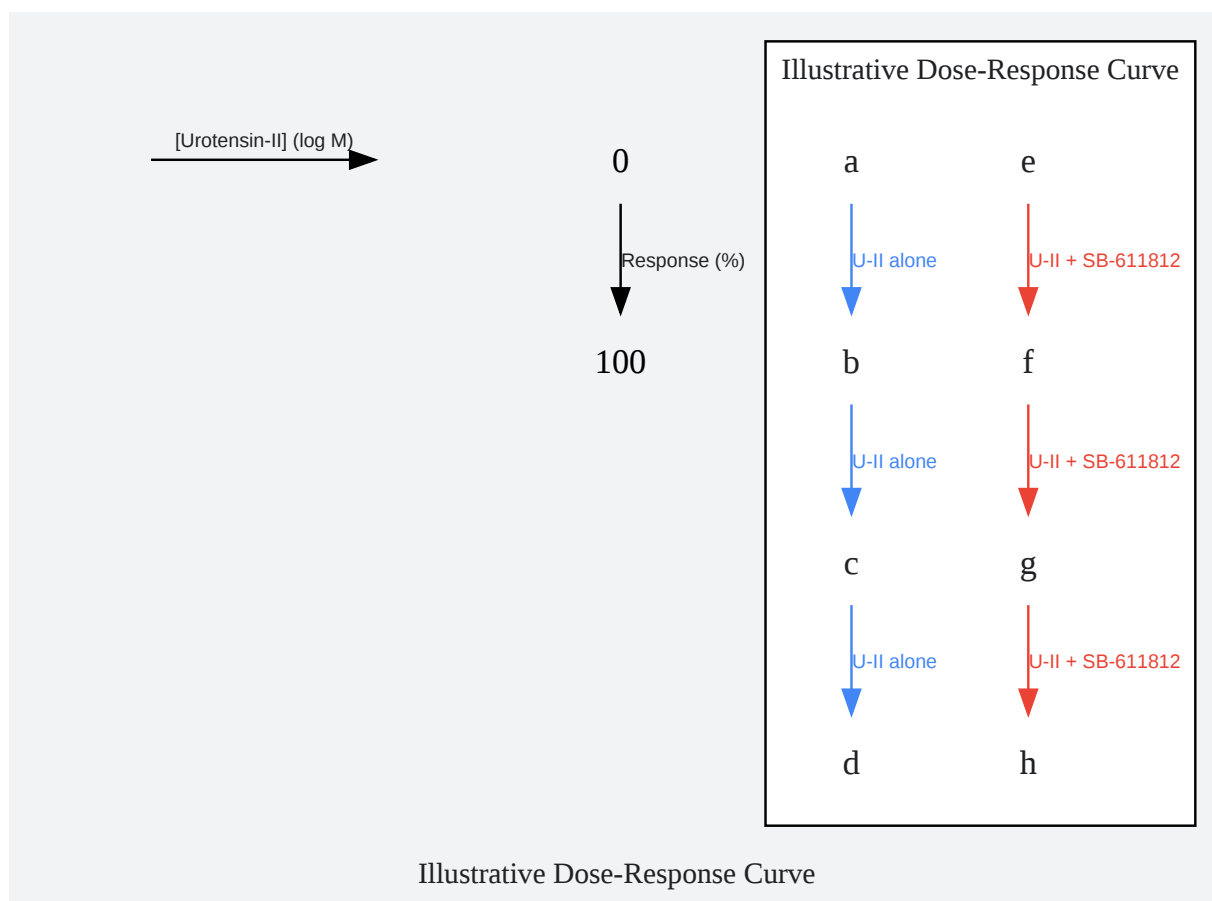 Illustrative Dose-Response Curve
[Urotensin-II] (log M)
0
a
e
Response (%)
U-II alone
U-II + SB-611812
100
b
f
U-II alone
U-II + SB-611812
c
g
U-II alone
U-II + SB-611812
d
h
Illustrative Dose-Response Curve